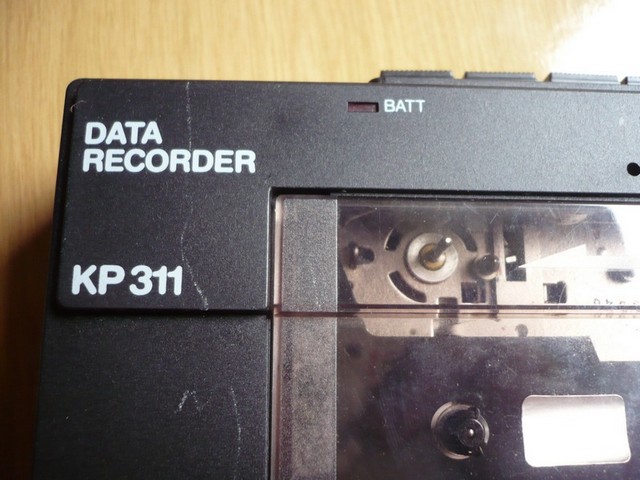 BATT
DATA
RECORDER
KP 311